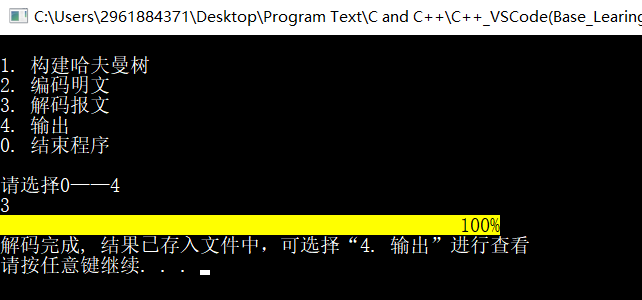 C:\Users\2961884371\Desktop\Program Text\C and C++\C++_VSCode(Base_Learing
1. 构建哈夫曼树
2. 编码明文
3. 解码报文
4. 输出
0. 结束程序
请选择0——4
3
100%
解码完成, 结果已存入文件中，可选择“4. 输出”进行查看
请按任意键继续. . .